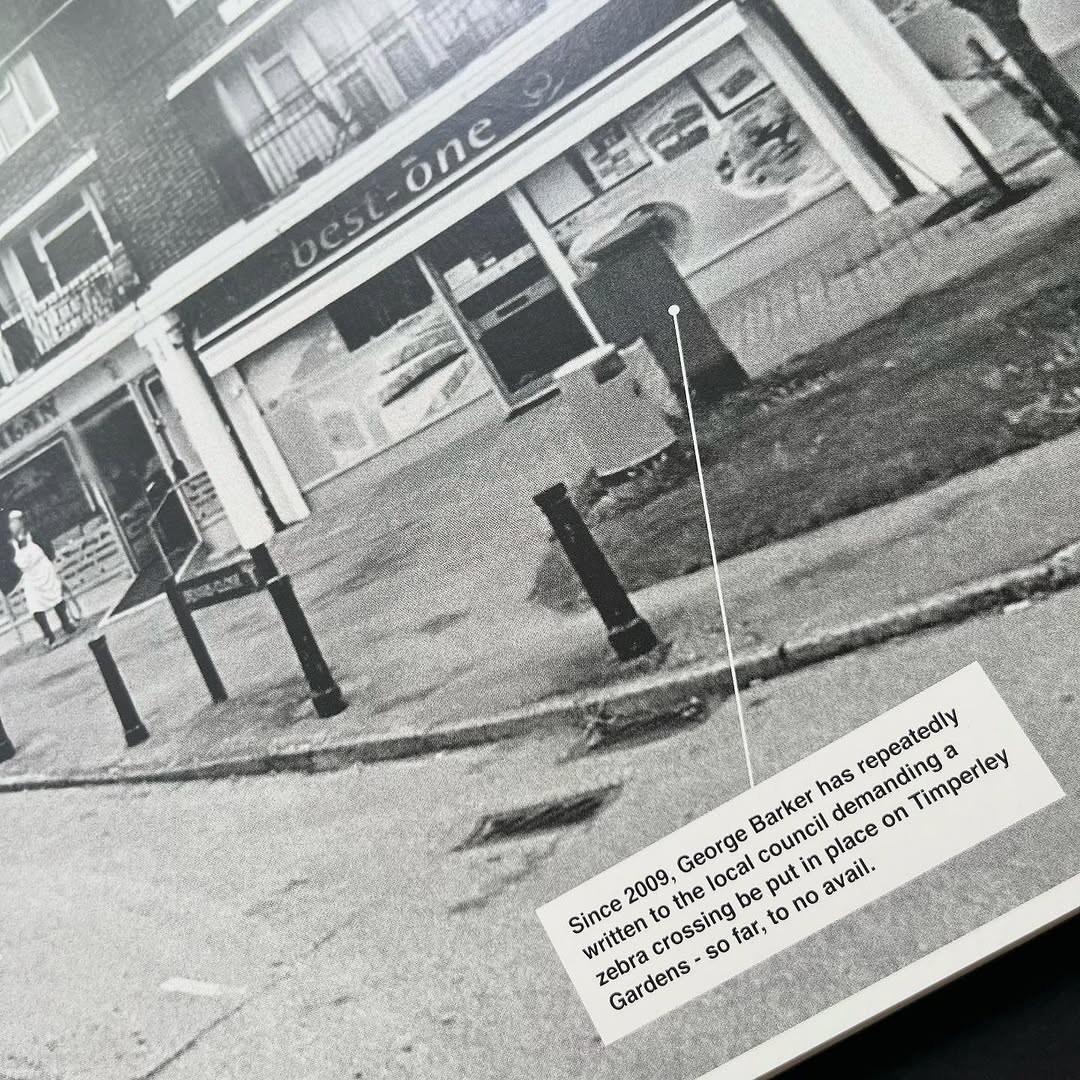 best-one
Since 2009, George Barker has repeatedly
written to the local council demanding a
zebra crossing be put in place on Timperley
Gardens - so far, to no avail.